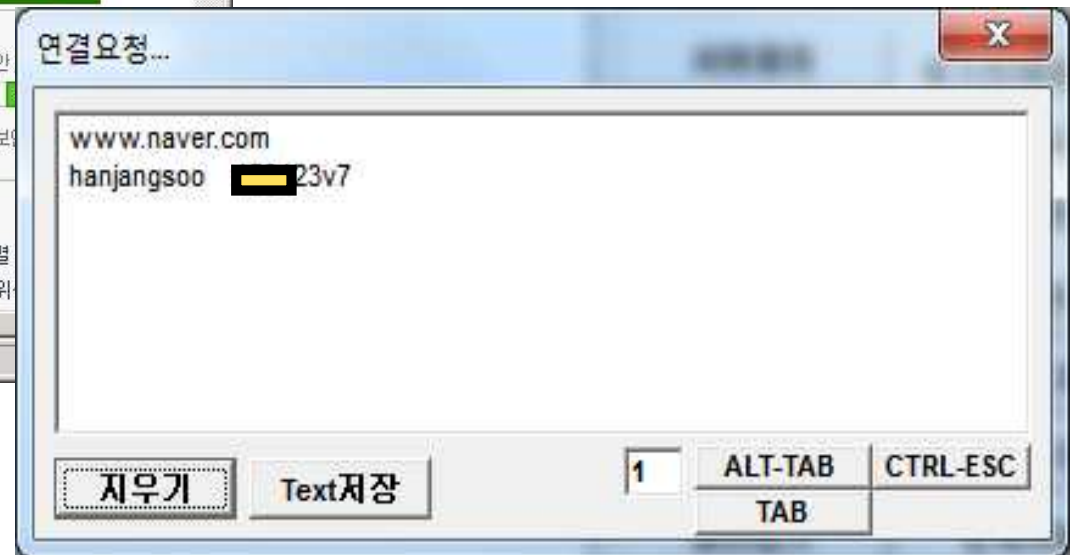 연결요청...
www.naver.com
hanjangsoo 23v7
지우기
Text저장
1
ALT-TAB
CTRL-ESC
TAB